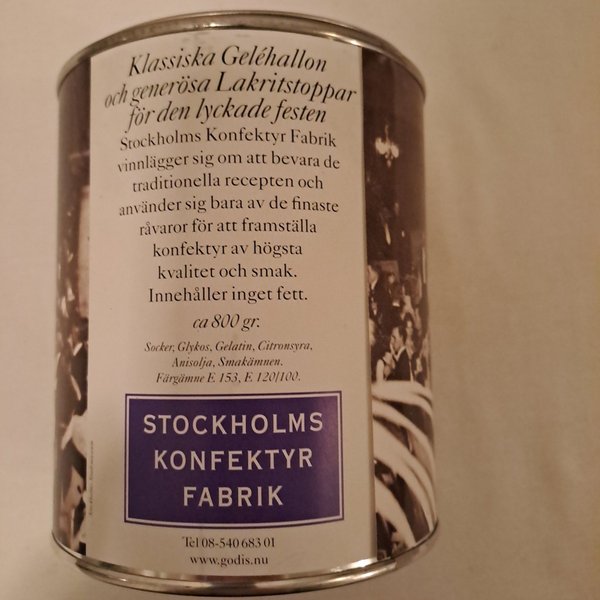 Klassiska Geléhallon
och generösa Lakritstoppar
för den lyckade festen
Stockholms Konfektyr Fabrik
vinnlägger sig om att bevara de
traditionella recepten och
använder sig bara av de finaste
råvaror för att framställa
konfektyr av högsta
kvalitet och smak.
Innehåller inget fett.
ca 800 gr.
Socker, Glykos, Gelatin, Citronsyra,
Anisolja, Smakämnen.
Färgämne E 153, E 120/100.
STOCKHOLMS
KONFEKTYR
FABRIK
Tel 08-540 683 01
www.godis.nu